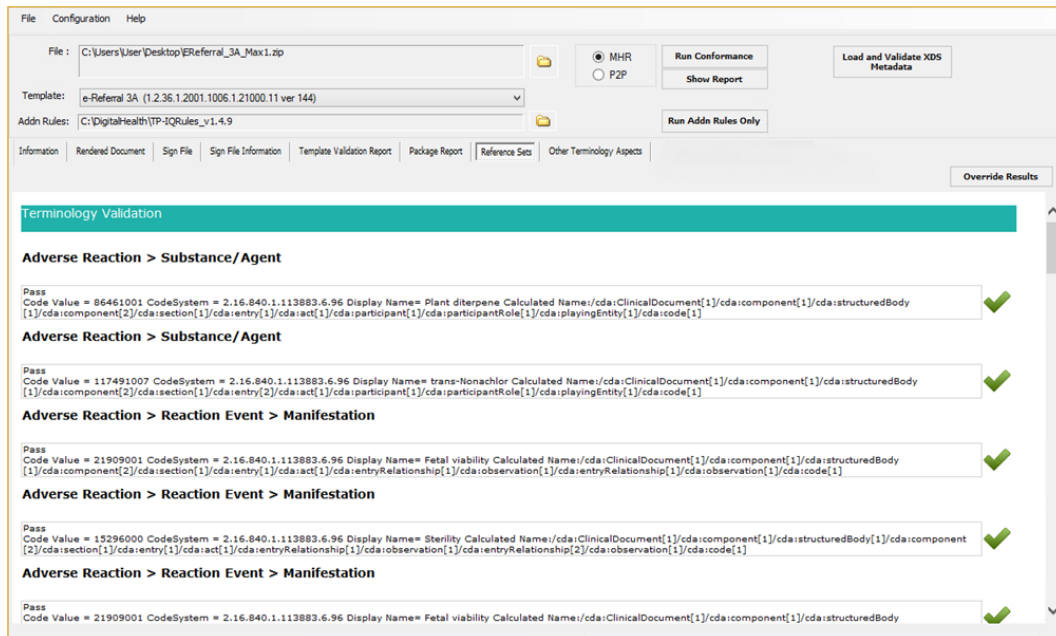 File Configuration Help
File : C:\Users\User\Desktop\EReferral_3A_Max1.zip
MHR
P2P
Run Conformance
Show Report
Load and Validate XDS
Metadata
Template: e-Referral 3A (1.2.36.1.2001.1006.1.21000.11 ver 144)
Addn Rules: C:\DigitalHealth\TP-IQRules_v1.4.9
Run Addn Rules Only
Information Rendered Document Sign File Sign File Information Template Validation Report Package Report Reference Sets Other Terminology Aspects
Override Results
Terminology Validation
Adverse Reaction > Substance/Agent
Pass
Code Value = 86461001 CodeSystem = 2.16.840.1.113883.6.96 Display Name= Plant diterpene Calculated Name:/cda:ClinicalDocument[1]/cda:component[1]/cda:structuredBody
[1]/cda:component[2]/cda:section[1]/cda:entry[1]/cda:act[1]/cda:participant[1]/cda:participantRole[1]/cda:playingEntity[1]/cda:code[1]
Adverse Reaction > Substance/Agent
Pass
Code Value = 117491007 CodeSystem = 2.16.840.1.113883.6.96 Display Name= trans-Nonachlor Calculated Name:/cda:ClinicalDocument[1]/cda:component[1]/cda:structuredBody
[1]/cda:component[2]/cda:section[1]/cda:entry[2]/cda:act[1]/cda:participant[1]/cda:participantRole[1]/cda:playingEntity[1]/cda:code[1]
Adverse Reaction > Reaction Event > Manifestation
Pass
Code Value = 21909001 CodeSystem = 2.16.840.1.113883.6.96 Display Name= Fetal viability Calculated Name:/cda:ClinicalDocument[1]/cda:component[1]/cda:structuredBody
[1]/cda:component[2]/cda:section[1]/cda:entry[1]/cda:act[1]/cda:entryRelationship[1]/cda:observation[1]/cda:entryRelationship[1]/cda:observation[1]/cda:code[1]
Adverse Reaction > Reaction Event > Manifestation
Pass
Code Value = 15296000 CodeSystem = 2.16.840.1.113883.6.96 Display Name= Sterility Calculated Name:/cda:ClinicalDocument[1]/cda:component[1]/cda:structuredBody[1]/cda:component
[2]/cda:section[1]/cda:entry[1]/cda:act[1]/cda:entryRelationship[1]/cda:observation[1]/cda:entryRelationship[2]/cda:observation[1]/cda:code[1]
Adverse Reaction > Reaction Event > Manifestation
Pass
Code Value = 21909001 CodeSystem = 2.16.840.1.113883.6.96 Display Name= Fetal viability Calculated Name:/cda:ClinicalDocument[1]/cda:component[1]/cda:structuredBody